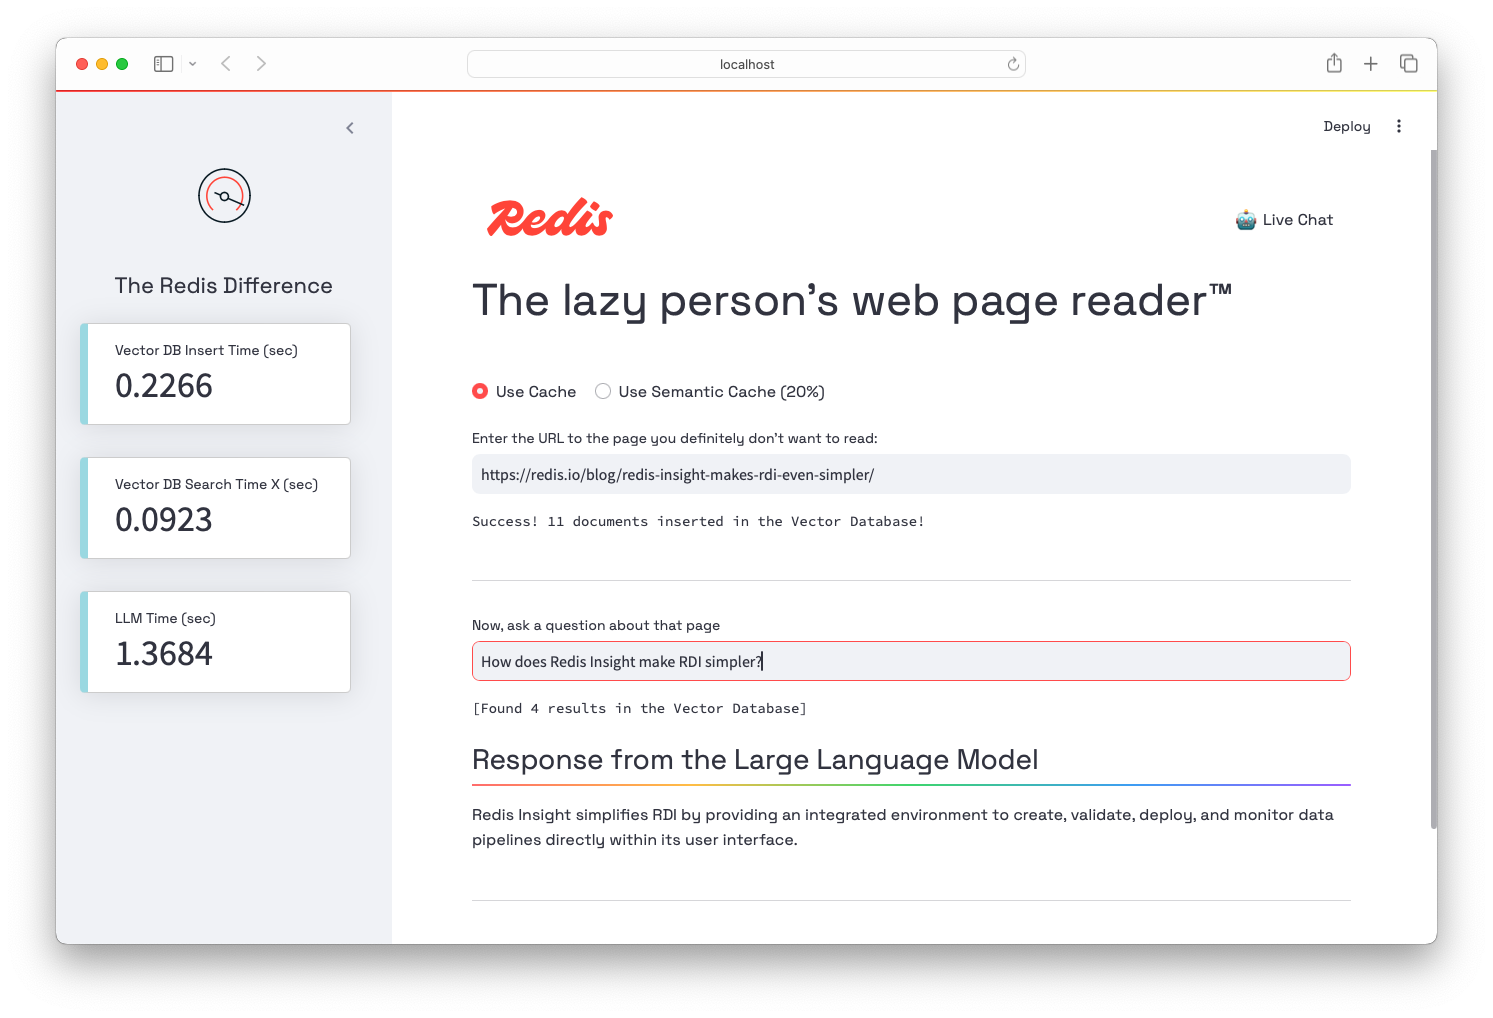 localhost
Deploy
The Redis Difference
Vector DB Insert Time (sec)
0.2266
Vector DB Search Time X (sec)
0.0923
LLM Time (sec)
1.3684
Redis
🤖 Live Chat
The lazy person's web page reader™
Use Cache
Use Semantic Cache (20%)
Enter the URL to the page you definitely don't want to read:
https://redis.io/blog/redis-insight-makes-rdi-even-simpler/
Success! 11 documents inserted in the Vector Database!
Now, ask a question about that page
How does Redis Insight make RDI simpler?
[Found 4 results in the Vector Database]
Response from the Large Language Model
Redis Insight simplifies RDI by providing an integrated environment to create, validate, deploy, and monitor data
pipelines directly within its user interface.